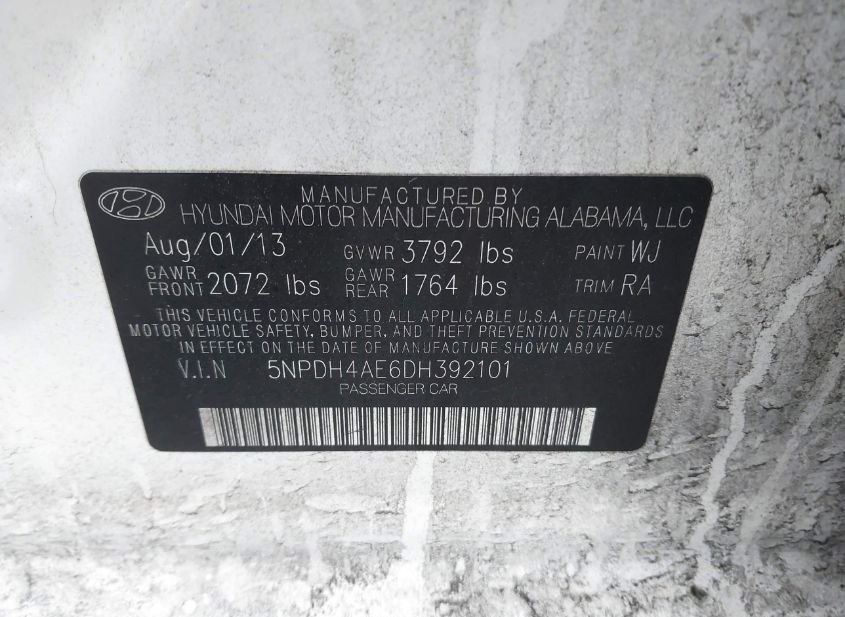 MANUFACTURED BY
HYUNDAI MOTOR MANUFACTURING ALABAMA, LLC
Aug/01/13 GVWR 3792 lbs PAINT WJ
GAWR FRONT 2072 lbs GAWR REAR 1764 lbs TRIM RA
THIS VEHICLE CONFORMS TO ALL APPLICABLE U.S.A. FEDERAL
MOTOR VEHICLE SAFETY, BUMPER, AND THEFT PREVENTION STANDARDS
IN EFFECT ON THE DATE OF MANUFACTURE SHOWN ABOVE
V.I.N 5NPDH4AE6DH392101
PASSENGER CAR